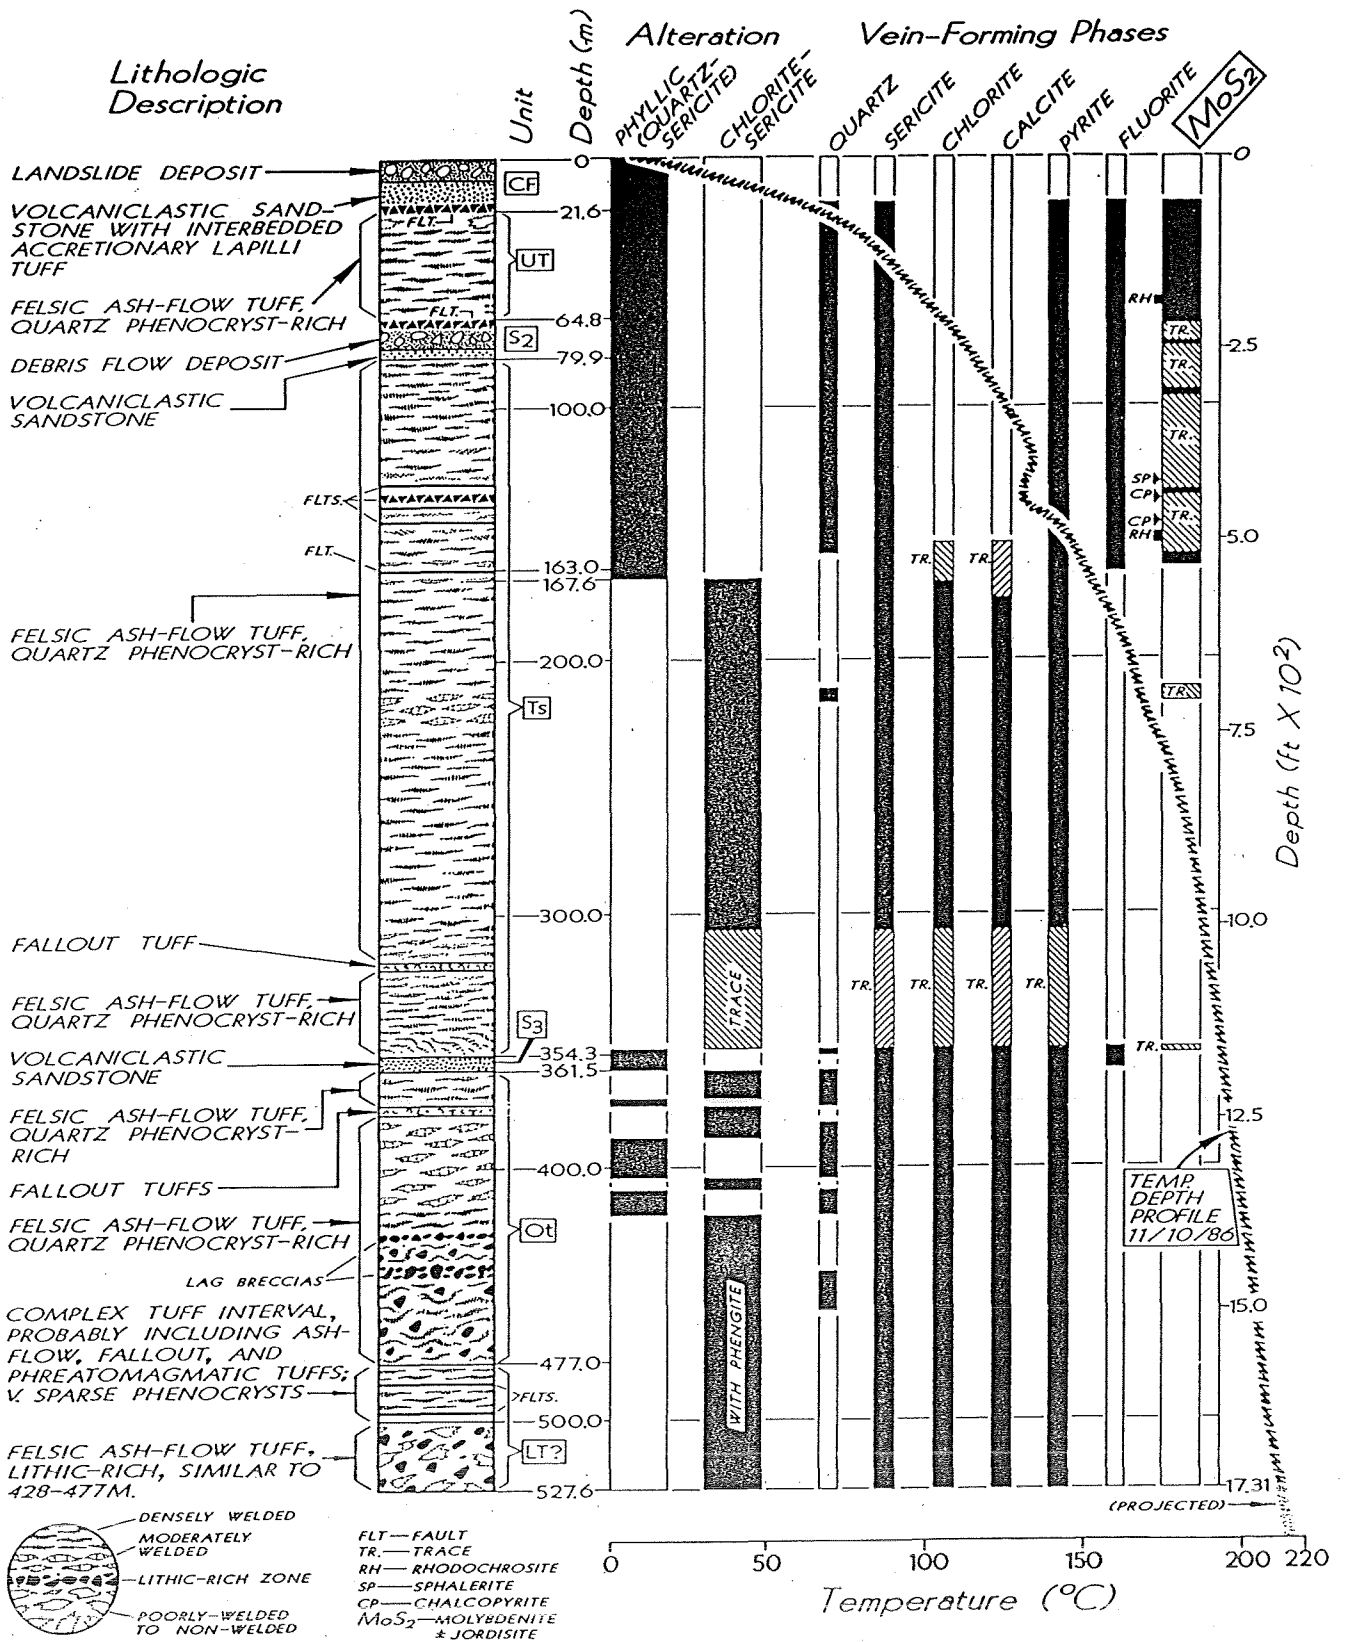 Lithologic
Description
Unit
Depth (m)
Alteration
PHYLLIC
(QUARTZ-
SERICITE)
CHLORITE-
SERICITE
Vein-Forming Phases
QUARTZ
SERICITE
CHLORITE
CALCITE
PYRITE
FLUORITE
MoS2
LANDSLIDE DEPOSIT
VOLCANICLASTIC SAND-
STONE WITH INTERBEDDED
ACCRETIONARY LAPILLI
TUFF
FELSIC ASH-FLOW TUFF,
QUARTZ PHENOCRYST-RICH
DEBRIS FLOW DEPOSIT
VOLCANICLASTIC
SANDSTONE
FELSIC ASH-FLOW TUFF,
QUARTZ PHENOCRYST-RICH
FALLOUT TUFF
FELSIC ASH-FLOW TUFF,
QUARTZ PHENOCRYST-RICH
VOLCANICLASTIC
SANDSTONE
FELSIC ASH-FLOW TUFF,
QUARTZ PHENOCRYST-
RICH
FALLOUT TUFFS
FELSIC ASH-FLOW TUFF,
QUARTZ PHENOCRYST-RICH
LAG BRECCIAS
COMPLEX TUFF INTERVAL,
PROBABLY INCLUDING ASH-
FLOW, FALLOUT, AND
PHREATOMAGMATIC TUFFS;
V. SPARSE PHENOCRYSTS
FELSIC ASH-FLOW TUFF,
LITHIC-RICH, SIMILAR TO
428-477M.
FLT.
FLT.
FLTS.
FLT.
FLTS.
CF
UT
S2
Ts
S3
Ot
LT?
0
21.6
64.8
79.9
100.0
163.0
167.6
200.0
300.0
354.3
361.5
400.0
477.0
500.0
527.6
TRACE
WITH PHENGITE
TR.
TR.
TR.
TR.
TR.
TR.
RH
TR.
TR.
TR.
SP
CP
TR.
CP
RH
TR.
TR.
0
2.5
5.0
7.5
10.0
12.5
15.0
17.31
Depth (ft X 10²)
TEMP.
DEPTH
PROFILE
11/10/86
(PROJECTED)
0
50
100
150
200
220
Temperature (°C)
DENSELY WELDED
MODERATELY
WELDED
LITHIC-RICH ZONE
POORLY-WELDED
TO NON-WELDED
FLT—FAULT
TR.—TRACE
RH—RHODOCHROSITE
SP—SPHALERITE
CP—CHALCOPYRITE
MoS2—MOLYBDENITE
± JORDISITE